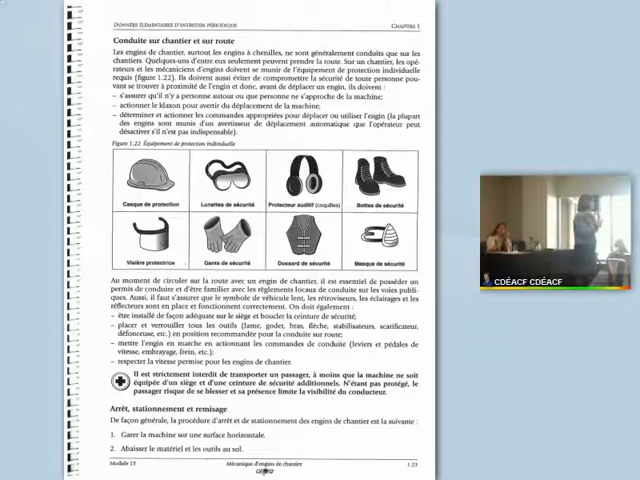 DONNÉES ÉLÉMENTAIRES D'ENTRETIEN PÉRIODIQUE CHAPITRE 1
Conduite sur chantier et sur route
Les engins de chantier, surtout les engins à chenilles, ne sont généralement conduits que sur les
chantiers. Quelques-uns d'entre eux seulement peuvent prendre la route. Sur un chantier, les opé-
rateurs et les mécaniciens d'engins doivent se munir de l'équipement de protection individuelle
requis (figure 1.22). Ils doivent aussi éviter de compromettre la sécurité de toute personne pou-
vant se trouver à proximité de l'engin et donc, avant de déplacer un engin, ils doivent :
– s'assurer qu'il n'y a personne autour ou que personne ne s'approche de la machine;
– actionner le klaxon pour avertir du déplacement de la machine;
– déterminer et actionner les commandes appropriées pour déplacer ou utiliser l'engin (la plupart
des engins sont munis d'un avertisseur de déplacement automatique que l'opérateur peut
désactiver s'il n'est pas indispensable).
Figure 1.22 Équipement de protection individuelle
Casque de protection Lunettes de sécurité Protecteur auditif (coquilles) Bottes de sécurité
Visière protectrice Gants de sécurité Dossard de sécurité Masque de sécurité
Au moment de circuler sur la route avec un engin de chantier, il est essentiel de posséder un
permis de conduire et d'être familier avec les règlements locaux de conduite sur les voies publi-
ques. Aussi, il faut s'assurer que le symbole de véhicule lent, les rétroviseurs, les éclairages et les
réflecteurs sont en place et fonctionnent correctement. On doit également :
– être installé de façon adéquate sur le siège et boucler la ceinture de sécurité;
– placer et verrouiller tous les outils (lame, godet, bras, flèche, stabilisateurs, scarificateur,
défonceuse, etc.) en position recommandée pour la conduite sur route;
– mettre l'engin en marche en actionnant les commandes de conduite (leviers et pédales de
vitesse, embrayage, frein, etc.);
– respecter la vitesse permise pour les engins de chantier.
Il est strictement interdit de transporter un passager, à moins que la machine ne soit
équipée d'un siège et d'une ceinture de sécurité additionnels. N'étant pas protégé, le
passager risque de se blesser et sa présence limite la visibilité du conducteur.
Arrêt, stationnement et remisage
De façon générale, la procédure d'arrêt et de stationnement des engins de chantier est la suivante :
1. Garer la machine sur une surface horizontale.
2. Abaisser le matériel et les outils au sol.
Module 15 Mécanique d'engins de chantier 1.23
CDÉACF CDÉACF